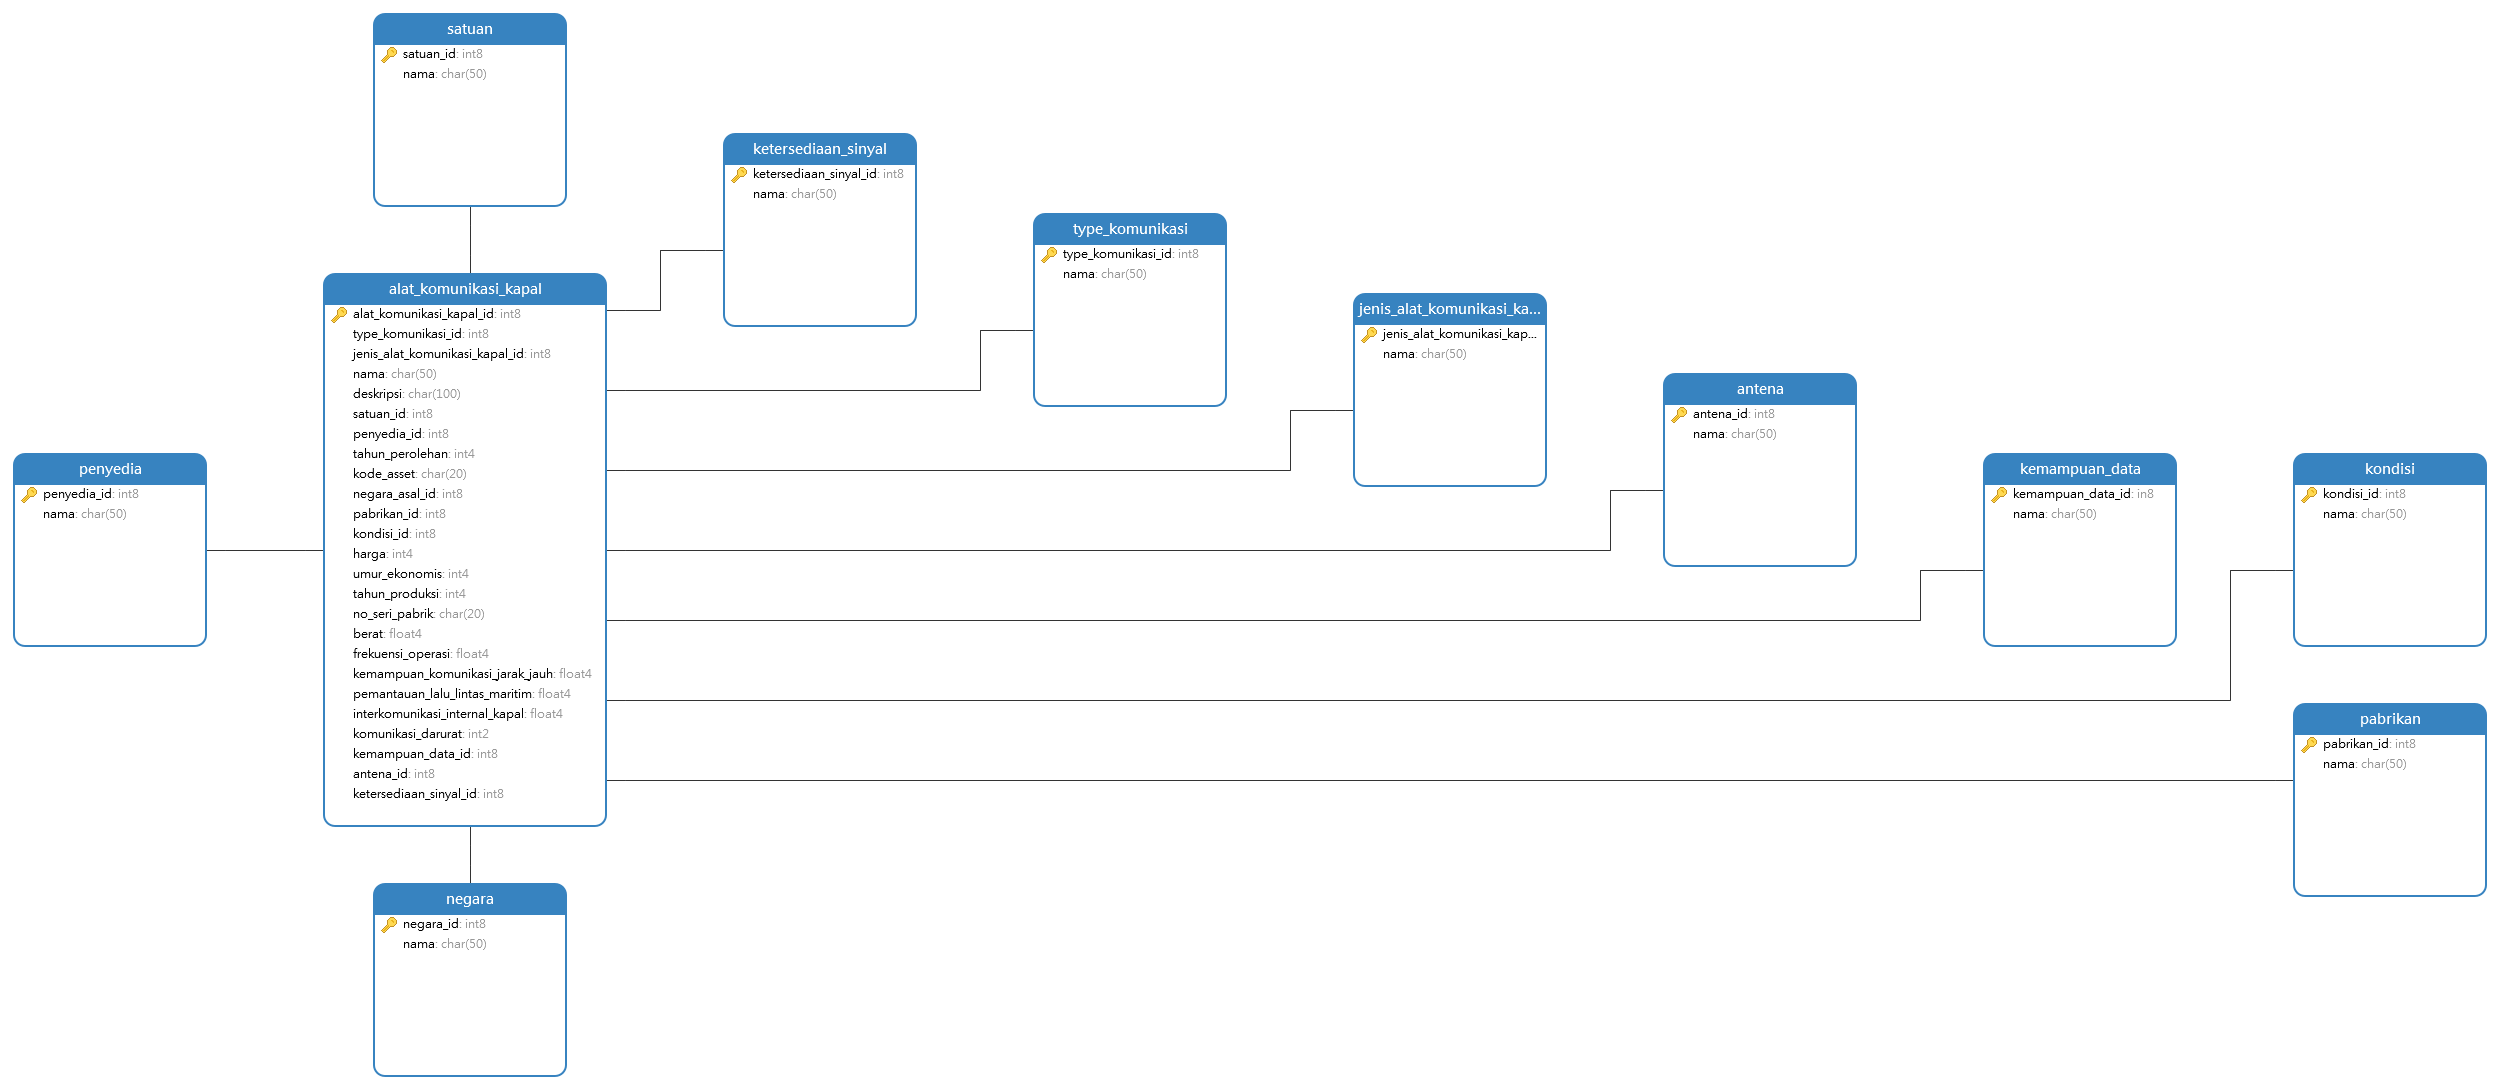 satuan
satuan_id: int8
nama: char(50)
ketersediaan_sinyal
ketersediaan_sinyal_id: int8
nama: char(50)
type_komunikasi
type_komunikasi_id: int8
nama: char(50)
alat_komunikasi_kapal
alat_komunikasi_kapal_id: int8
type_komunikasi_id: int8
jenis_alat_komunikasi_kapal_id: int8
nama: char(50)
deskripsi: char(100)
satuan_id: int8
penyedia_id: int8
tahun_perolehan: int4
kode_asset: char(20)
negara_asal_id: int8
pabrikan_id: int8
kondisi_id: int8
harga: int4
umur_ekonomis: int4
tahun_produksi: int4
no_seri_pabrik: char(20)
berat: float4
frekuensi_operasi: float4
kemampuan_komunikasi_jarak_jauh: float4
pemantauan_lalu_lintas_maritim: float4
interkomunikasi_internal_kapal: float4
komunikasi_darurat: int2
kemampuan_data_id: int8
antena_id: int8
ketersediaan_sinyal_id: int8
jenis_alat_komunikasi_ka...
jenis_alat_komunikasi_kap...
nama: char(50)
antena
antena_id: int8
nama: char(50)
penyedia
penyedia_id: int8
nama: char(50)
kemampuan_data
kemampuan_data_id: in8
nama: char(50)
kondisi
kondisi_id: int8
nama: char(50)
pabrikan
pabrikan_id: int8
nama: char(50)
negara
negara_id: int8
nama: char(50)